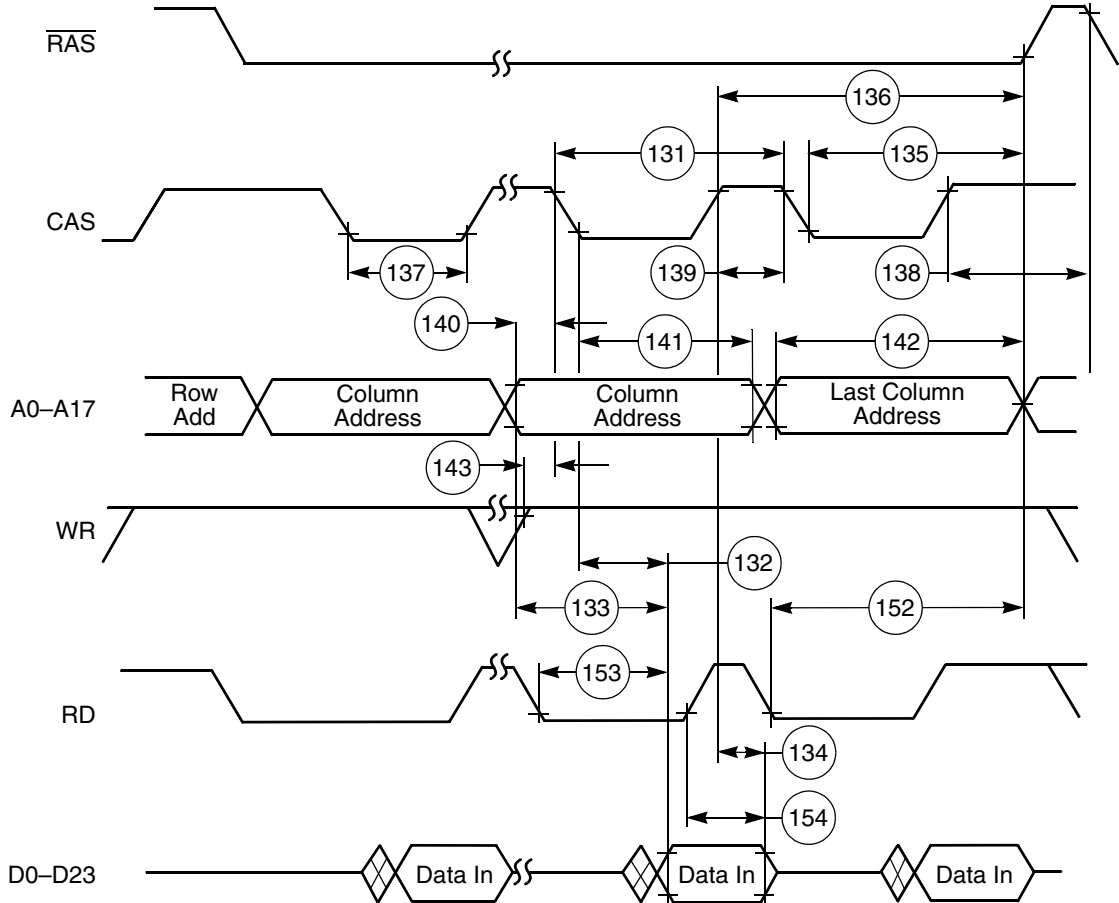 RAS
136
131
135
CAS
137
139
138
140
141
142
A0–A17
Row
Add
Column
Address
Column
Address
Last Column
Address
143
WR
132
133
152
153
RD
134
154
D0–D23
Data In
Data In
Data In